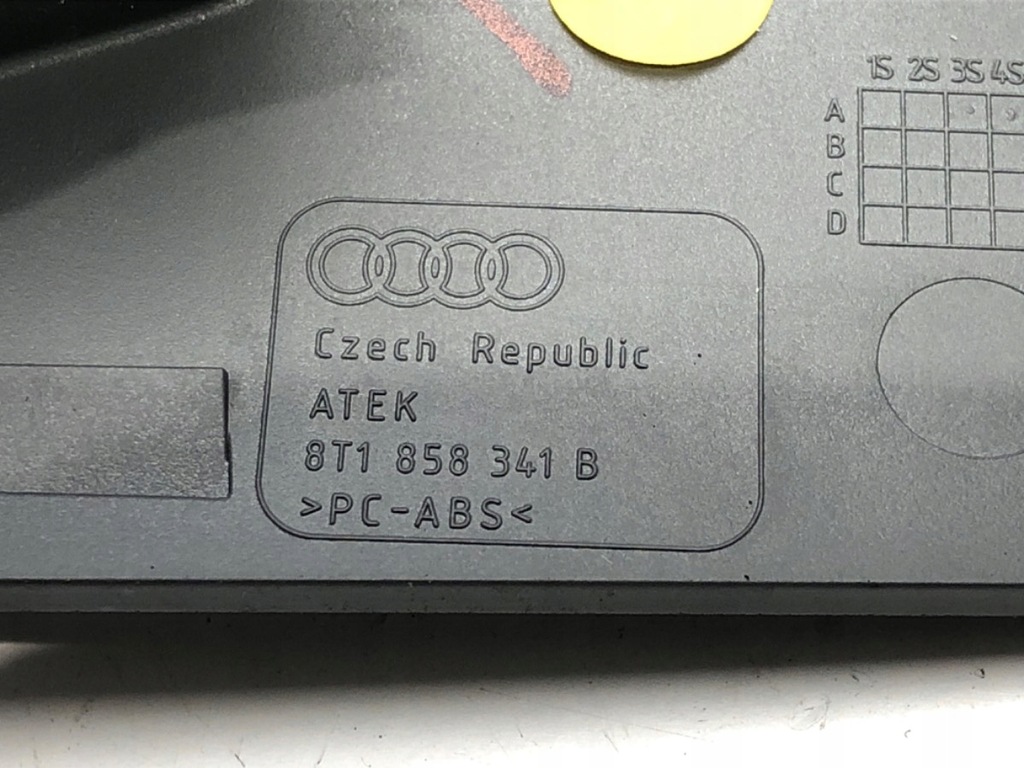 1S 2S 3S 4S
A
B
C
D
Czech Republic
ATEK
8T1 858 341 B
>PC-ABS<